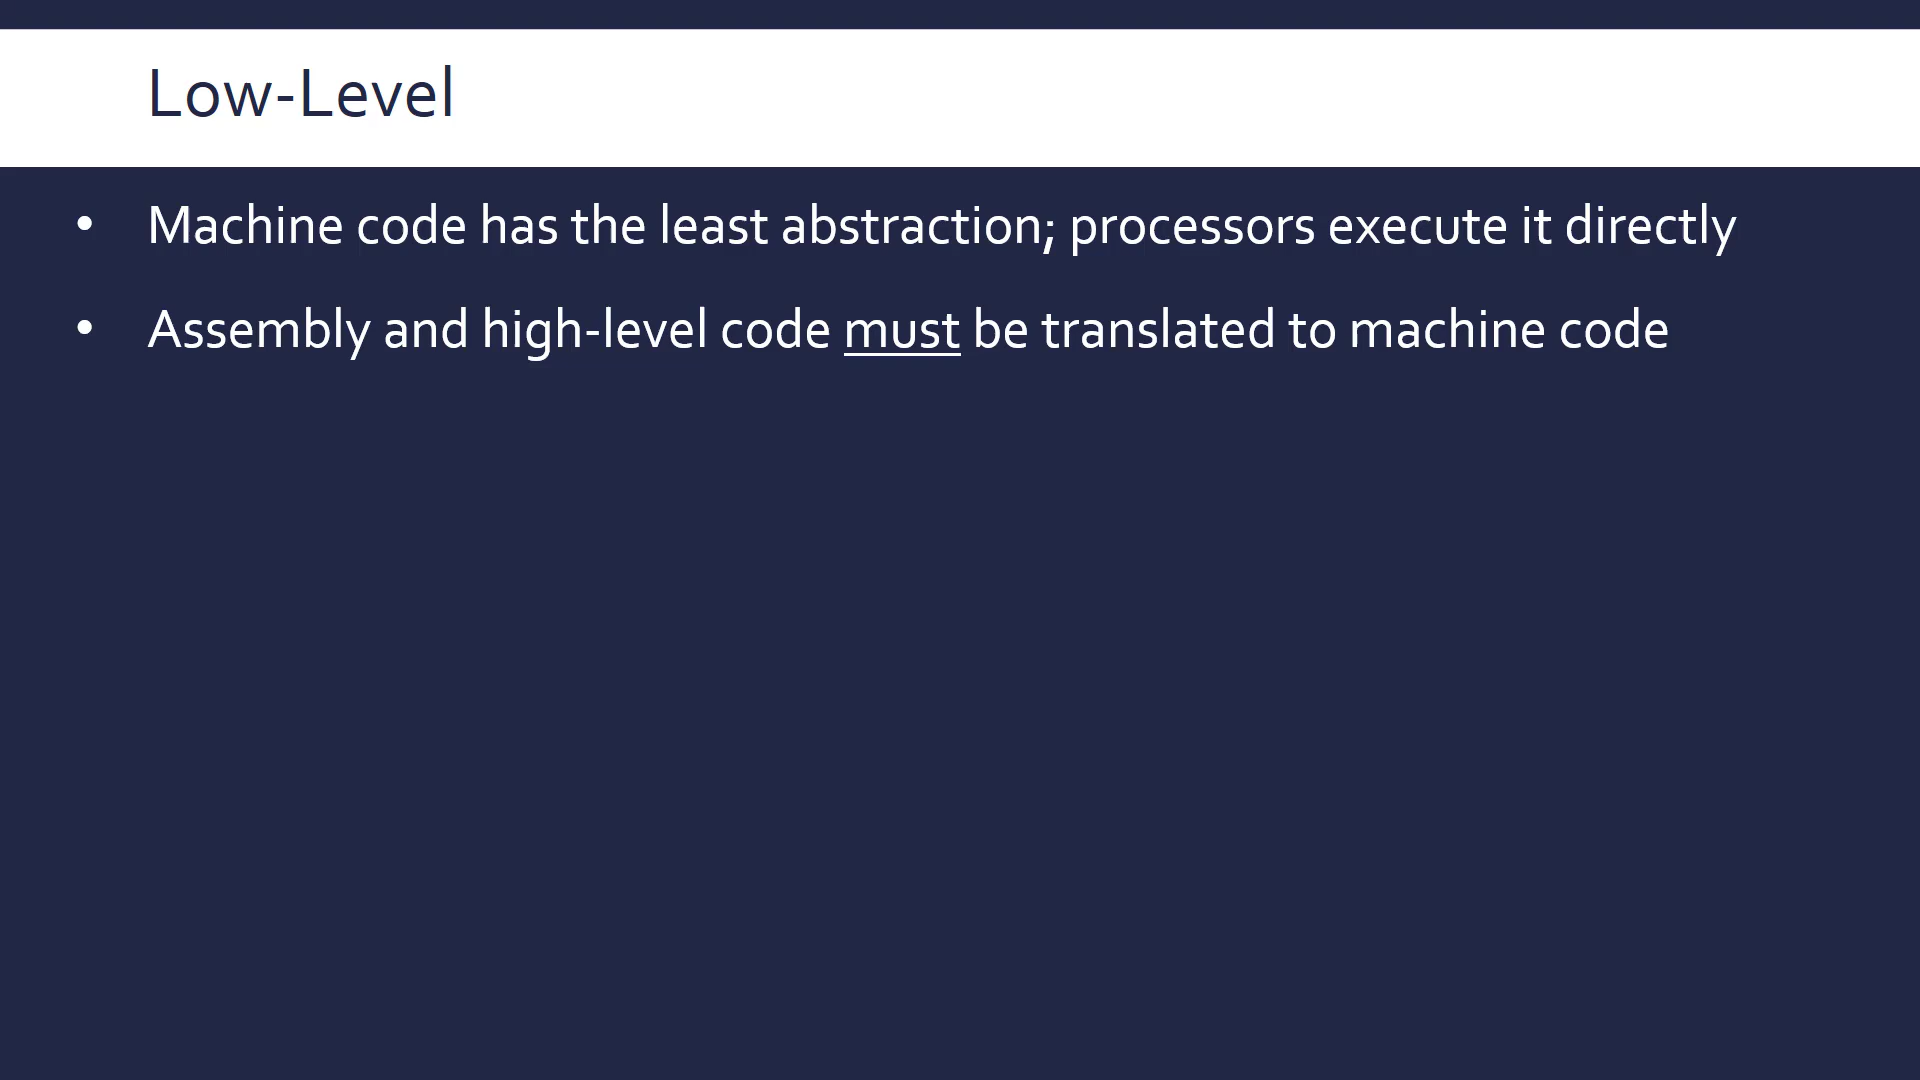 Low-Level
• Machine code has the least abstraction; processors execute it directly
• Assembly and high-level code must be translated to machine code